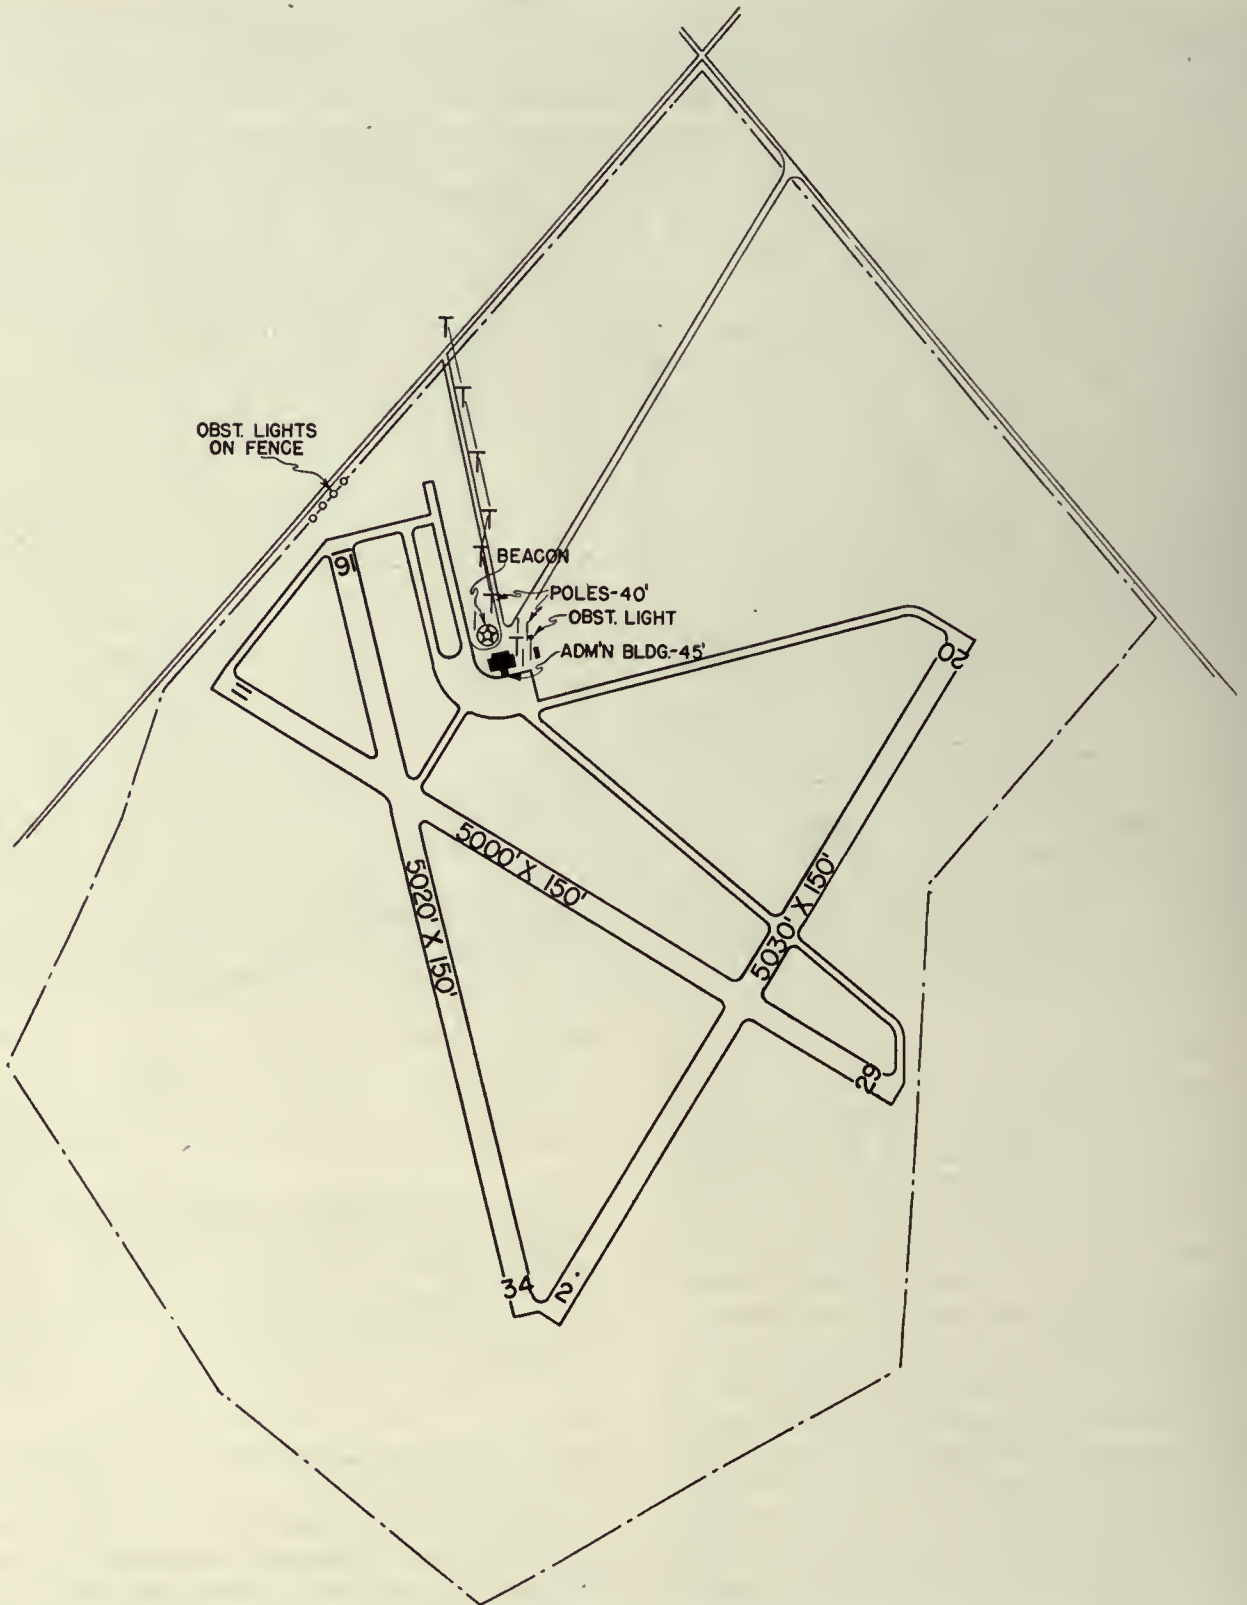 OBST. LIGHTS
ON FENCE
16
BEACON
POLES-40'
OBST. LIGHT
ADM'N BLDG.-45'
20
11
5000' X 150'
5020' X 150'
5030' X 150'
29
34
2